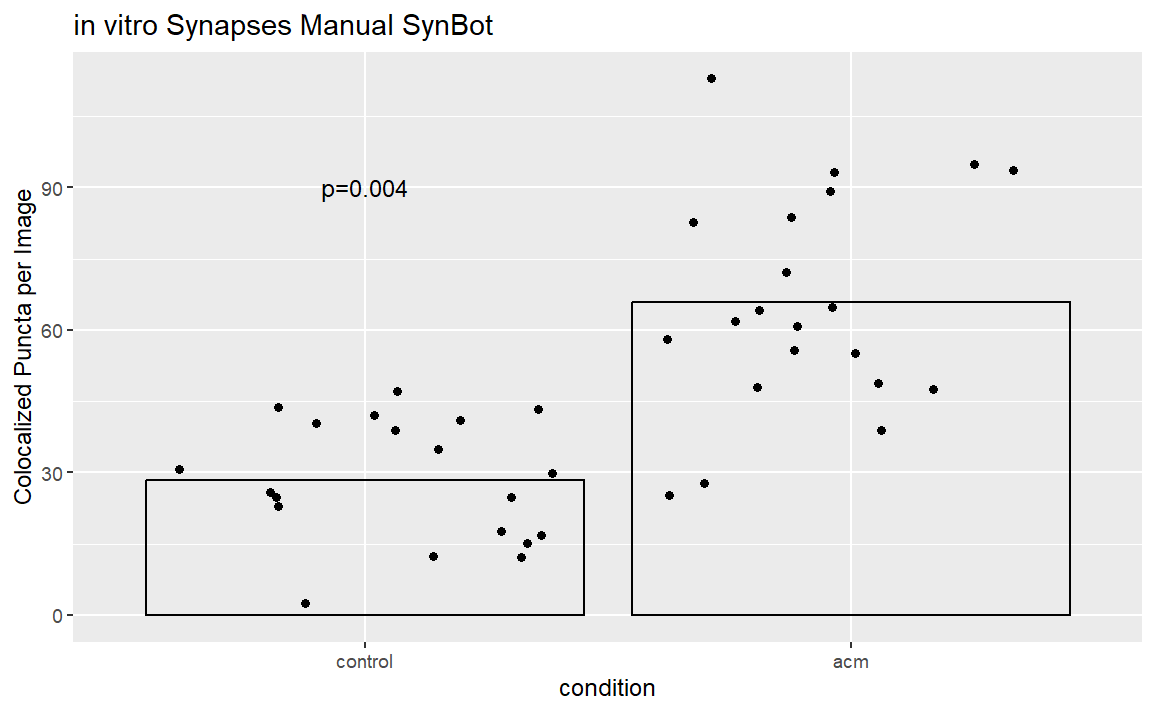 in vitro Synapses Manual SynBot
Colocalized Puncta per Image
90
60
30
0
p=0.004
control
acm
condition